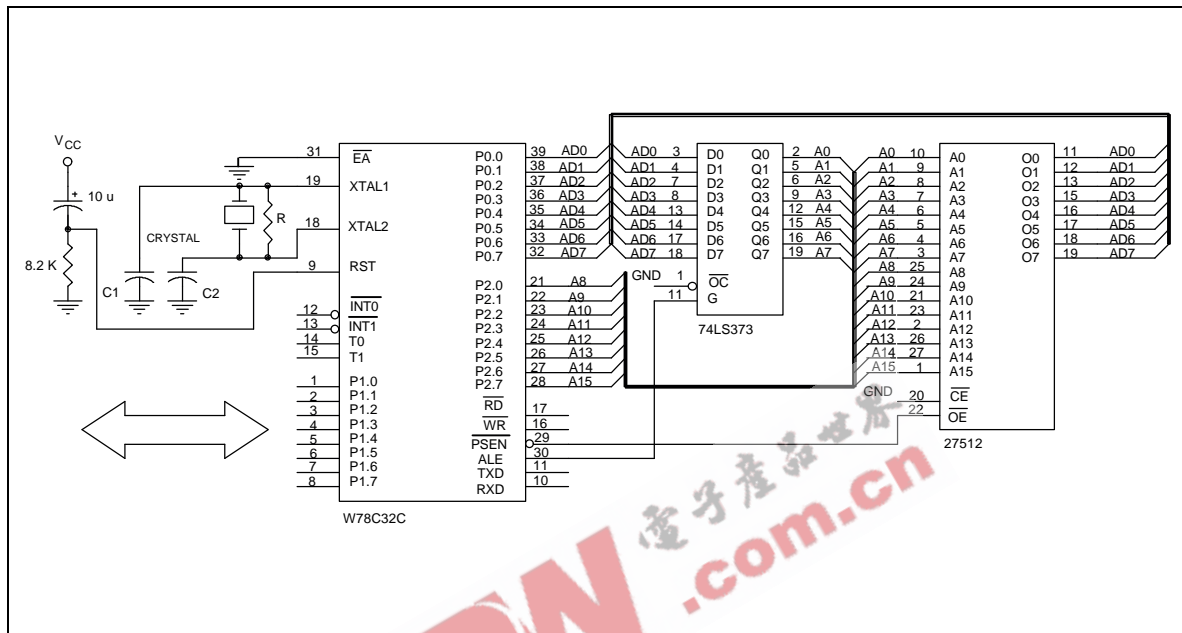 VCC
+
10 u
8.2 K
C1
C2
CRYSTAL
R
31 EA
19 XTAL1
18 XTAL2
9 RST
12 INT0
13 INT1
14 T0
15 T1
1 P1.0
2 P1.1
3 P1.2
4 P1.3
5 P1.4
6 P1.5
7 P1.6
8 P1.7
P0.0 39 AD0
P0.1 38 AD1
P0.2 37 AD2
P0.3 36 AD3
P0.4 35 AD4
P0.5 34 AD5
P0.6 33 AD6
P0.7 32 AD7
P2.0 21 A8
P2.1 22 A9
P2.2 23 A10
P2.3 24 A11
P2.4 25 A12
P2.5 26 A13
P2.6 27 A14
P2.7 28 A15
RD 17
WR 16
PSEN 29
ALE 30
TXD 11
RXD 10
W78C32C
AD0 3 D0 Q0 2 A0
AD1 4 D1 Q1 5 A1
AD2 7 D2 Q2 6 A2
AD3 8 D3 Q3 9 A3
AD4 13 D4 Q4 12 A4
AD5 14 D5 Q5 15 A5
AD6 17 D6 Q6 16 A6
AD7 18 D7 Q7 19 A7
GND 1 OC
11 G
74LS373
A0 10 A0 O0 11 AD0
A1 9 A1 O1 12 AD1
A2 8 A2 O2 13 AD2
A3 7 A3 O3 15 AD3
A4 6 A4 O4 16 AD4
A5 5 A5 O5 17 AD5
A6 4 A6 O6 18 AD6
A7 3 A7 O7 19 AD7
A8 25 A8
A9 24 A9
A10 21 A10
A11 23 A11
A12 2 A12
A13 26 A13
A14 27 A14
A15 1 A15
GND 20 CE
22 OE
27512
電子產品世界
.com.cn